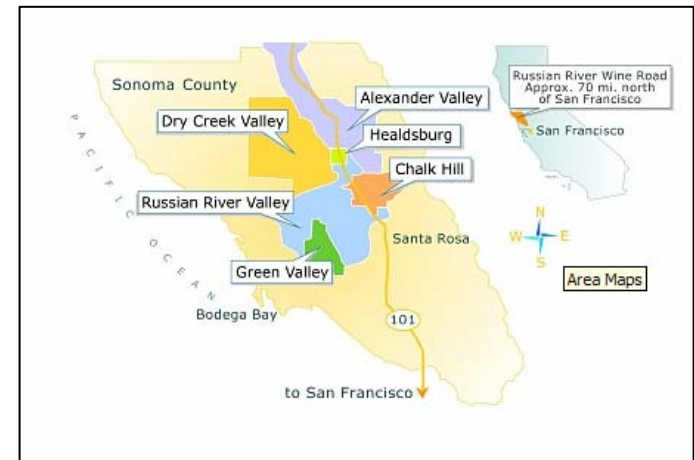 Sonoma County
Alexander Valley
Dry Creek Valley
Healdsburg
Chalk Hill
Russian River Valley
Santa Rosa
Green Valley
Bodega Bay
PACIFIC OCEAN
101
to San Francisco
Russian River Wine Road
Approx. 70 mi. north
of San Francisco
San Francisco
N
W E
S
Area Maps